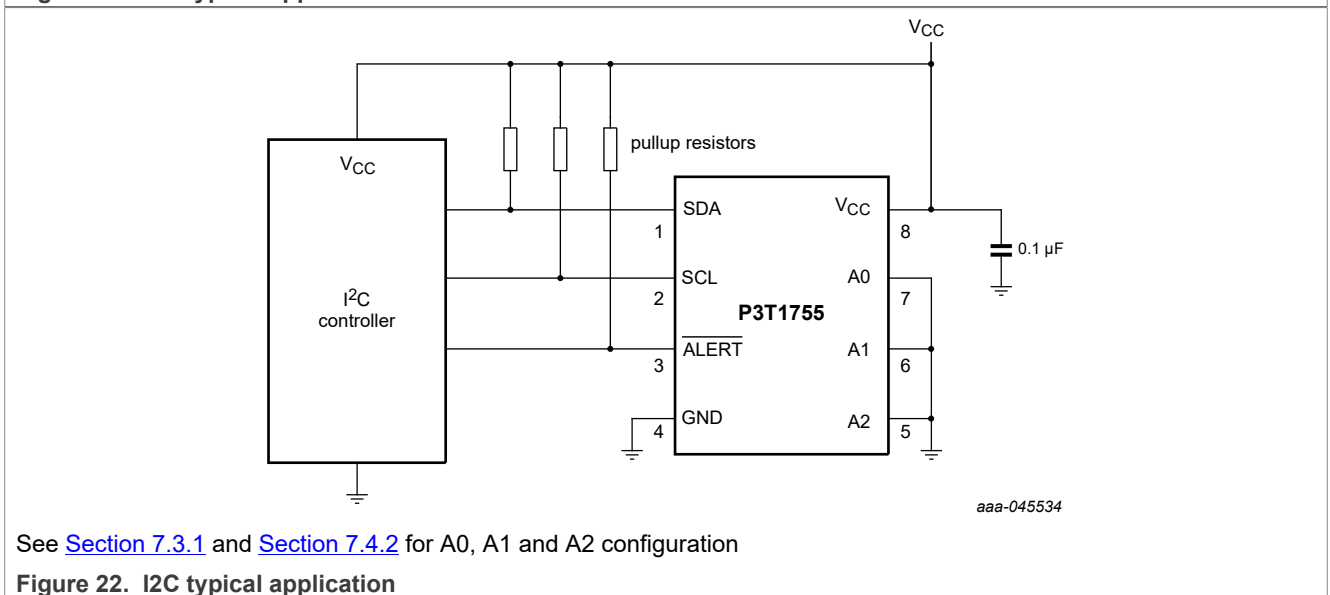 VCC
pullup resistors
VCC
I2C
controller
SDA
1
SCL
2
ALERT
3
GND
4
P3T1755
VCC
8
A0
7
A1
6
A2
5
0.1 µF
aaa-045534
See Section 7.3.1 and Section 7.4.2 for A0, A1 and A2 configuration
Figure 22. I2C typical application